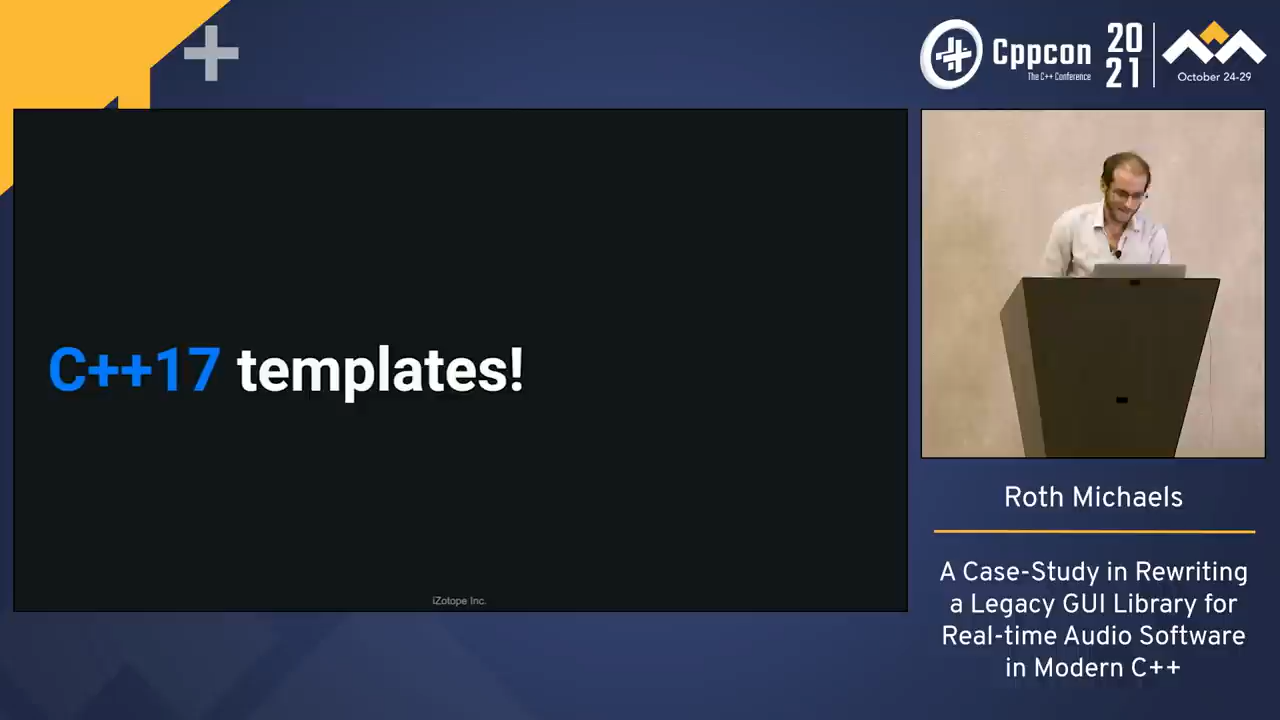 Cppcon
The C++ Conference
20
21
October 24-29
C++17 templates!
iZotope Inc.
Roth Michaels
A Case-Study in Rewriting
a Legacy GUI Library for
Real-time Audio Software
in Modern C++